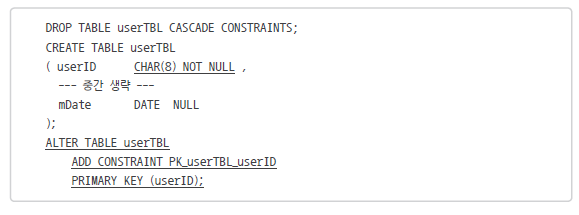 DROP TABLE userTBL CASCADE CONSTRAINTS;
CREATE TABLE userTBL
( userID CHAR(8) NOT NULL ,
--- 중간 생략 ---
mDate DATE NULL
);
ALTER TABLE userTBL
ADD CONSTRAINT PK_userTBL_userID
PRIMARY KEY (userID);